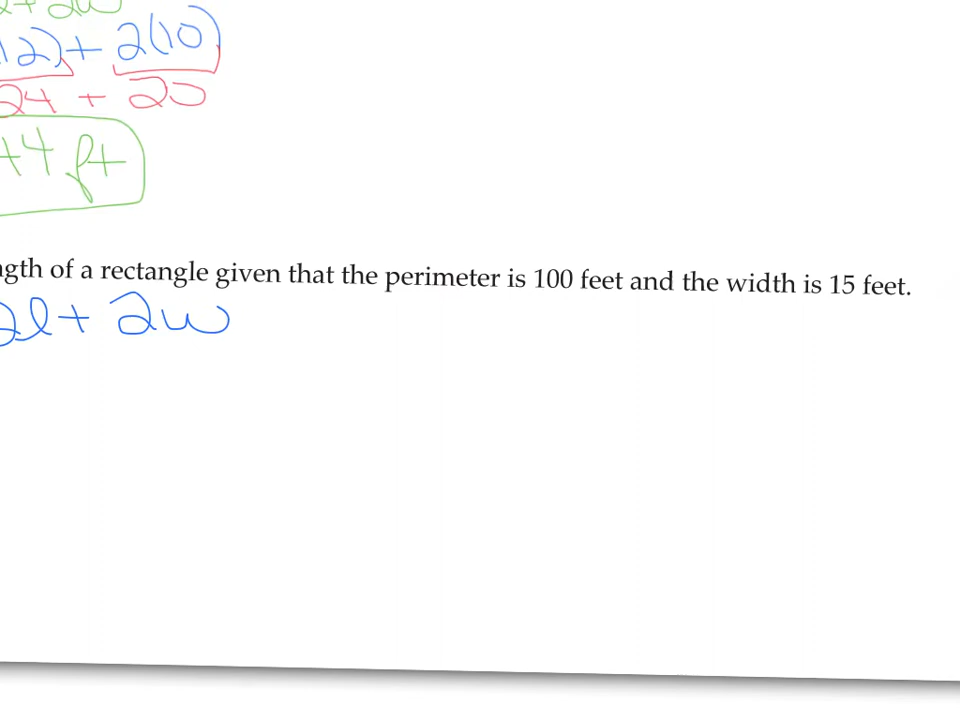 l + 2w
12) + 2(10)
24 + 20
44 ft
ngth of a rectangle given that the perimeter is 100 feet and the width is 15 feet.
2l + 2w